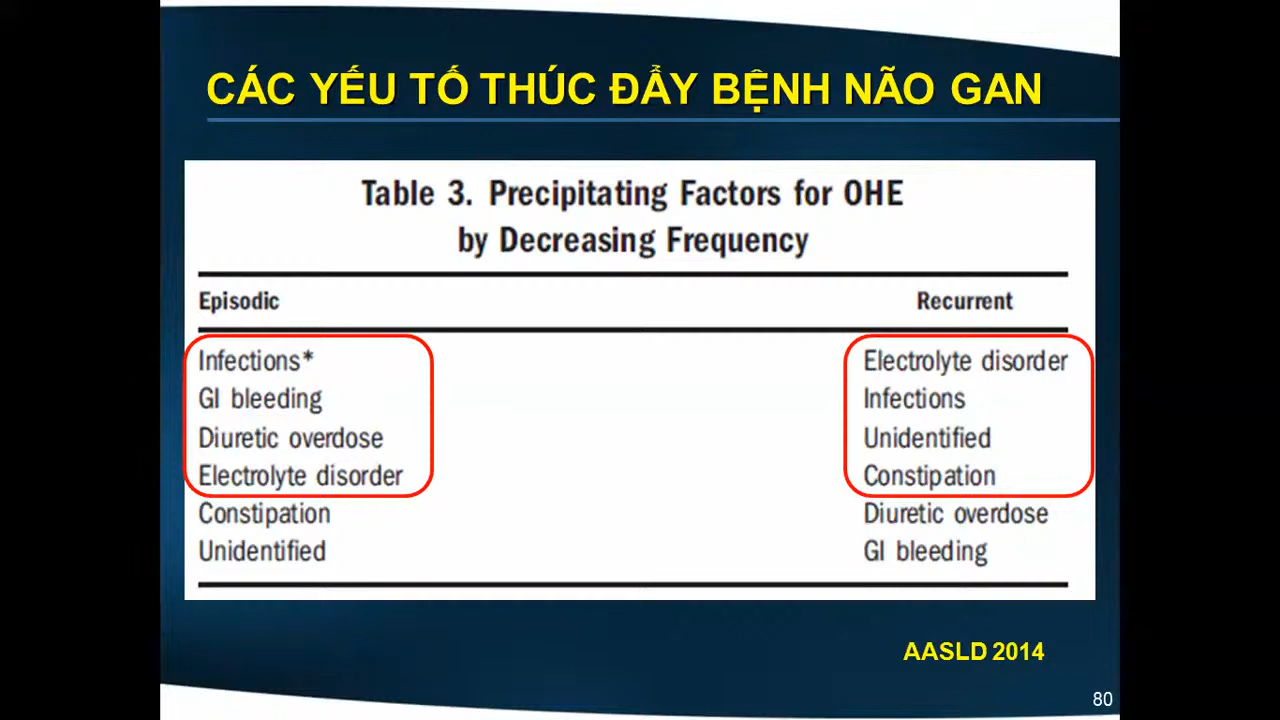 CÁC YẾU TỐ THÚC ĐẨY BỆNH NÃO GAN
Table 3. Precipitating Factors for OHE
by Decreasing Frequency
Episodic Recurrent
Infections* Electrolyte disorder
GI bleeding Infections
Diuretic overdose Unidentified
Electrolyte disorder Constipation
Constipation Diuretic overdose
Unidentified GI bleeding
AASLD 2014
80